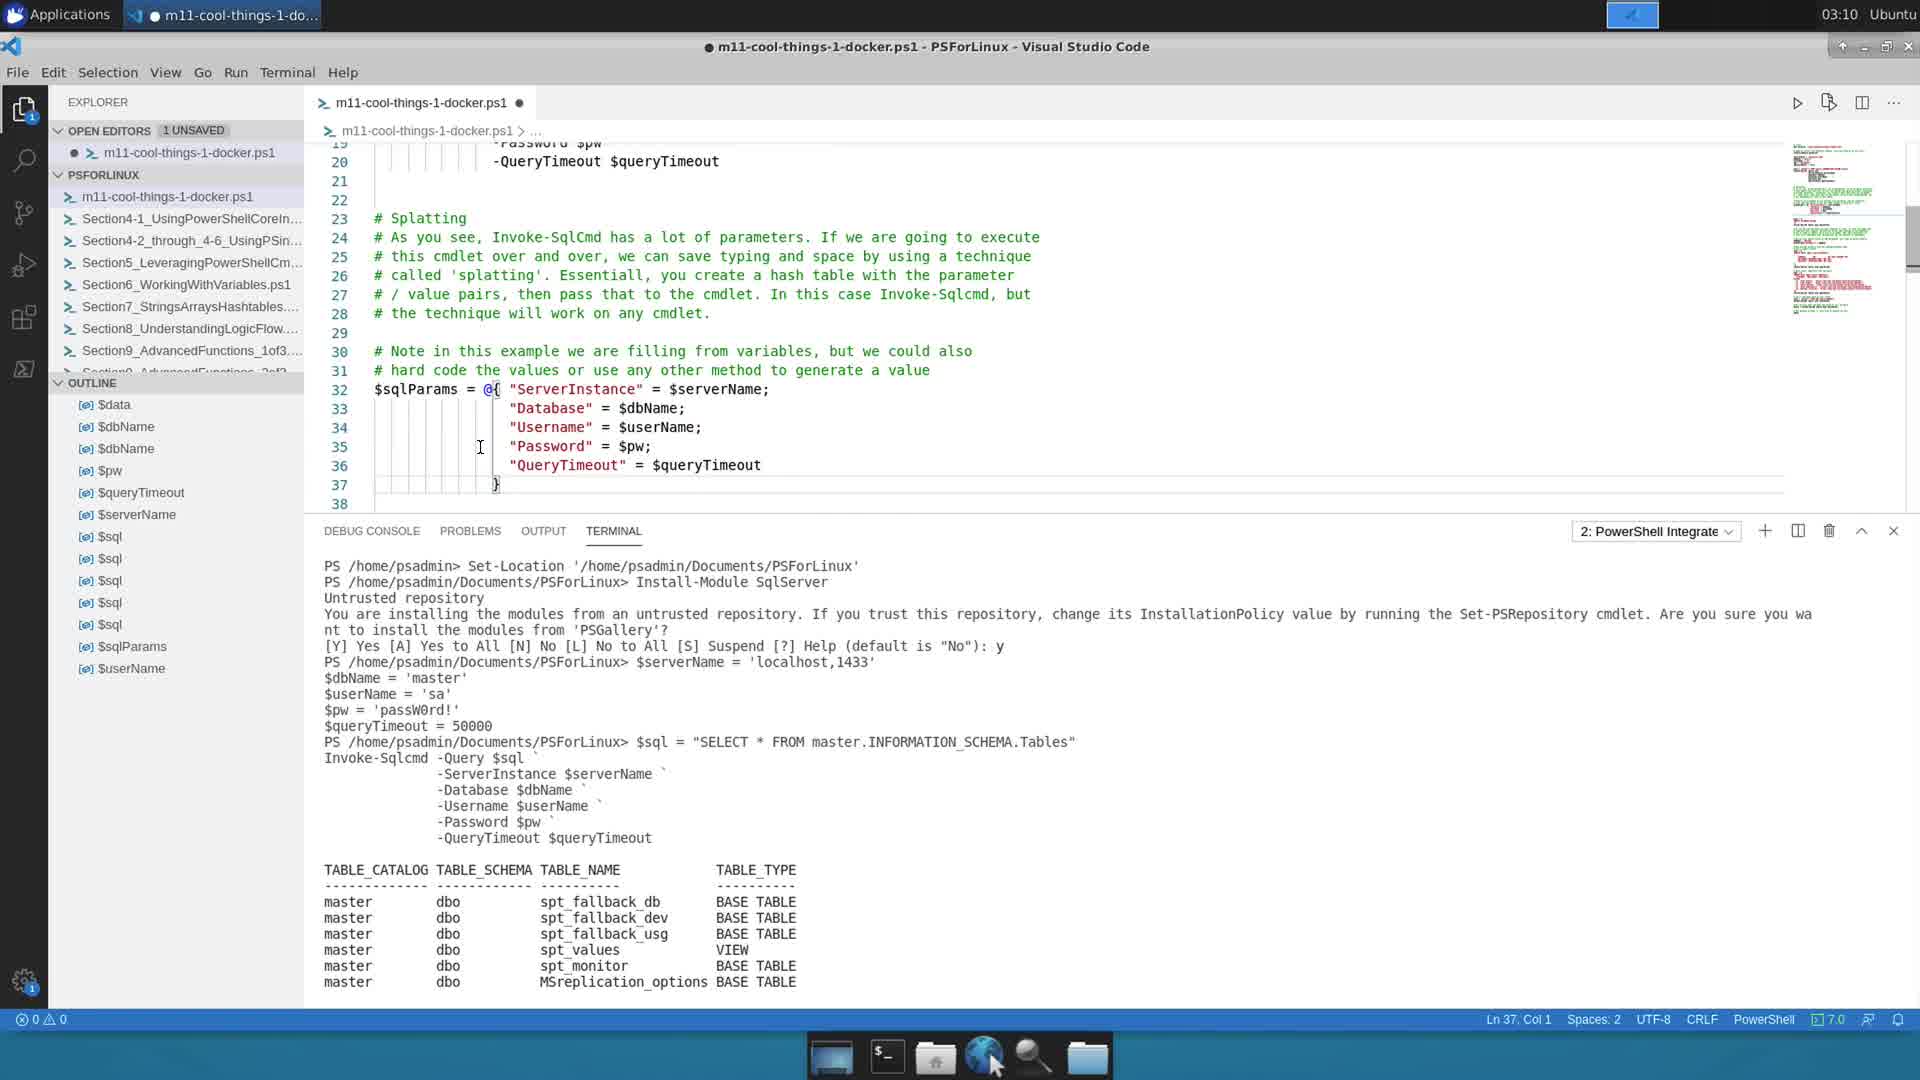 Applications
m11-cool-things-1-do...
03:10 Ubuntu
m11-cool-things-1-docker.ps1 - PSForLinux - Visual Studio Code
File Edit Selection View Go Run Terminal Help
EXPLORER
OPEN EDITORS 1 UNSAVED
m11-cool-things-1-docker.ps1
PSFORLINUX
m11-cool-things-1-docker.ps1
Section4-1_UsingPowerShellCoreIn...
Section4-2_through_4-6_UsingPSin...
Section5_LeveragingPowerShellCm...
Section6_WorkingWithVariables.ps1
Section7_StringsArraysHashtables....
Section8_UnderstandingLogicFlow....
Section9_AdvancedFunctions_1of3....
Section9_AdvancedFunctions_2of3
OUTLINE
$data
$dbName
$dbName
$pw
$queryTimeout
$serverName
$sql
$sql
$sql
$sql
$sql
$sqlParams
$userName
m11-cool-things-1-docker.ps1
m11-cool-things-1-docker.ps1 > ...
19 -Password $pw
20 -QueryTimeout $queryTimeout
21
22
23 # Splatting
24 # As you see, Invoke-SqlCmd has a lot of parameters. If we are going to execute
25 # this cmdlet over and over, we can save typing and space by using a technique
26 # called 'splatting'. Essentiall, you create a hash table with the parameter
27 # / value pairs, then pass that to the cmdlet. In this case Invoke-Sqlcmd, but
28 # the technique will work on any cmdlet.
29
30 # Note in this example we are filling from variables, but we could also
31 # hard code the values or use any other method to generate a value
32 $sqlParams = @{ "ServerInstance" = $serverName;
33 "Database" = $dbName;
34 "Username" = $userName;
35 "Password" = $pw;
36 "QueryTimeout" = $queryTimeout
37 }
38
DEBUG CONSOLE PROBLEMS OUTPUT TERMINAL
2: PowerShell Integrate
PS /home/psadmin> Set-Location '/home/psadmin/Documents/PSForLinux'
PS /home/psadmin/Documents/PSForLinux> Install-Module SqlServer
Untrusted repository
You are installing the modules from an untrusted repository. If you trust this repository, change its InstallationPolicy value by running the Set-PSRepository cmdlet. Are you sure you wa
nt to install the modules from 'PSGallery'?
[Y] Yes [A] Yes to All [N] No [L] No to All [S] Suspend [?] Help (default is "No"): y
PS /home/psadmin/Documents/PSForLinux> $serverName = 'localhost,1433'
$dbName = 'master'
$userName = 'sa'
$pw = 'passW0rd!'
$queryTimeout = 50000
PS /home/psadmin/Documents/PSForLinux> $sql = "SELECT * FROM master.INFORMATION_SCHEMA.Tables"
Invoke-Sqlcmd -Query $sql `
-ServerInstance $serverName `
-Database $dbName `
-Username $userName `
-Password $pw `
-QueryTimeout $queryTimeout
TABLE_CATALOG TABLE_SCHEMA TABLE_NAME TABLE_TYPE
------------- ------------ ---------- ----------
master dbo spt_fallback_db BASE TABLE
master dbo spt_fallback_dev BASE TABLE
master dbo spt_fallback_usg BASE TABLE
master dbo spt_values VIEW
master dbo spt_monitor BASE TABLE
master dbo MSreplication_options BASE TABLE
0 0
Ln 37, Col 1 Spaces: 2 UTF-8 CRLF PowerShell 7.0